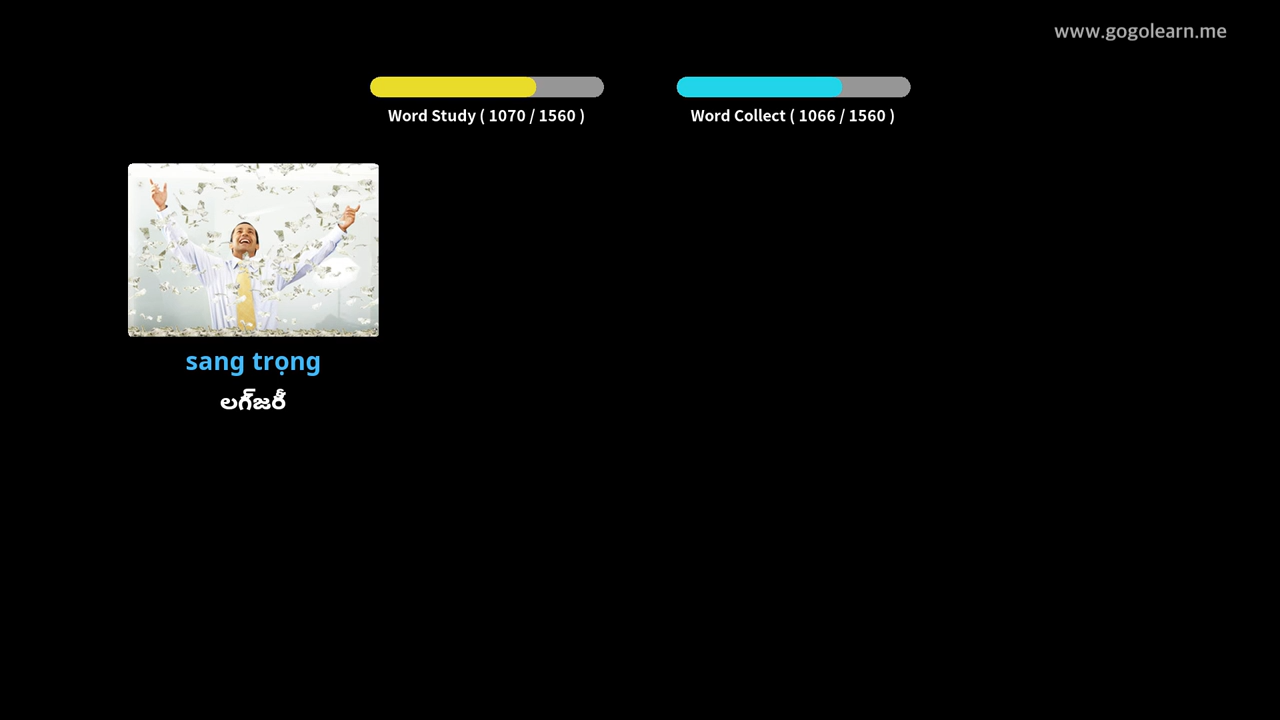 www.gogolearn.me
Word Study ( 1070 / 1560 )
Word Collect ( 1066 / 1560 )
sang trọng
లగ్‌జరీ